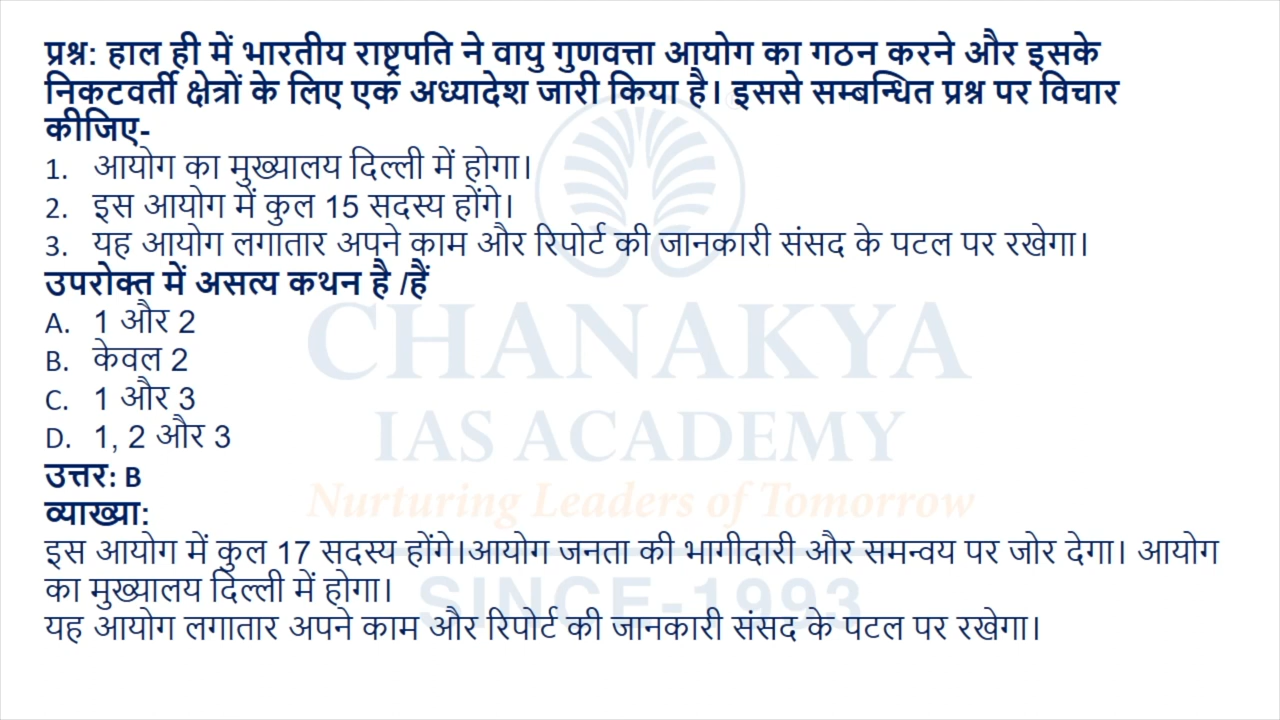 प्रश्न: हाल ही में भारतीय राष्ट्रपति ने वायु गुणवत्ता आयोग का गठन करने और इसके
निकटवर्ती क्षेत्रों के लिए एक अध्यादेश जारी किया है। इससे सम्बन्धित प्रश्न पर विचार
कीजिए-
1. आयोग का मुख्यालय दिल्ली में होगा।
2. इस आयोग में कुल 15 सदस्य होंगे।
3. यह आयोग लगातार अपने काम और रिपोर्ट की जानकारी संसद के पटल पर रखेगा।
उपरोक्त में असत्य कथन है /हैं
A. 1 और 2
B. केवल 2
C. 1 और 3
D. 1, 2 और 3
उत्तर: B
व्याख्या:
इस आयोग में कुल 17 सदस्य होंगे।आयोग जनता की भागीदारी और समन्वय पर जोर देगा। आयोग
का मुख्यालय दिल्ली में होगा।
यह आयोग लगातार अपने काम और रिपोर्ट की जानकारी संसद के पटल पर रखेगा।
CHANAKYA
IAS ACADEMY
Nurturing Leaders of Tomorrow
SINCE-1993